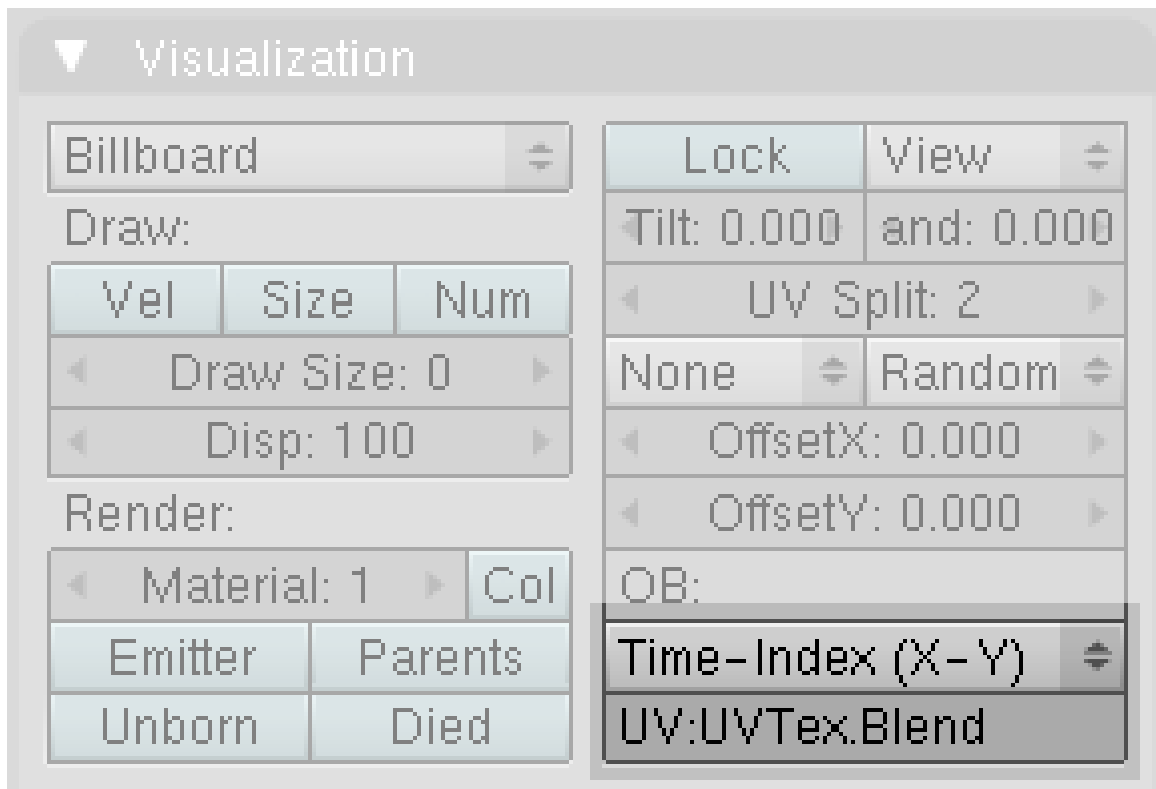 Visualization
Billboard
Draw:
Vel Size Num
Draw Size: 0
Disp: 100
Render:
Material: 1 Col
Emitter Parents
Unborn Died
Lock View
Tilt: 0.000 and: 0.000
UV Split: 2
None Random
OffsetX: 0.000
OffsetY: 0.000
OB:
Time-Index (X-Y)
UV:UVTex.Blend